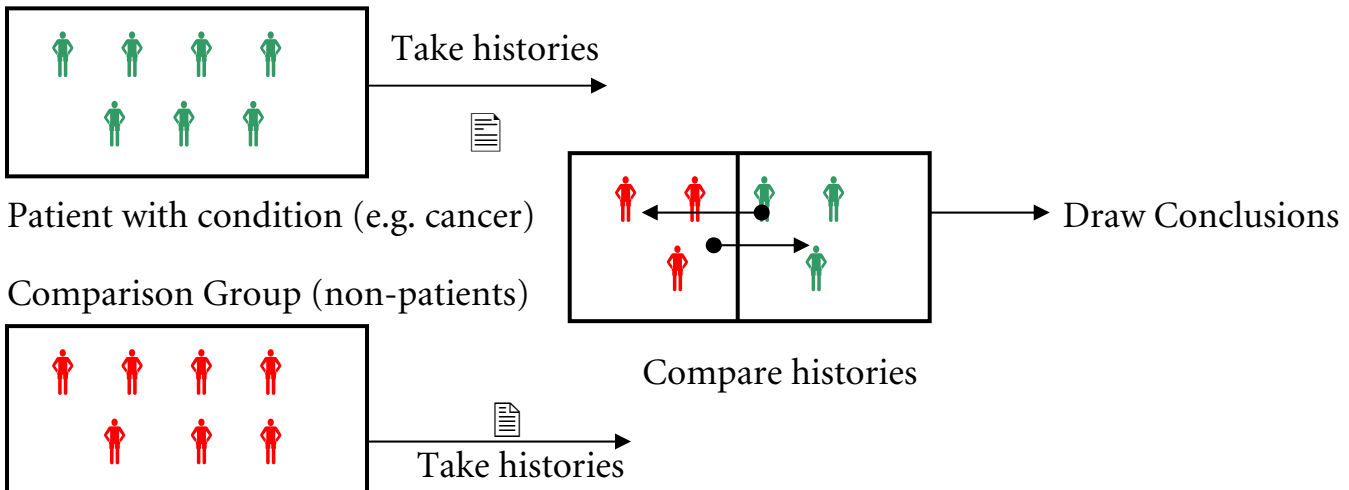 Take histories
Patient with condition (e.g. cancer)
Draw Conclusions
Comparison Group (non-patients)
Compare histories
Take histories